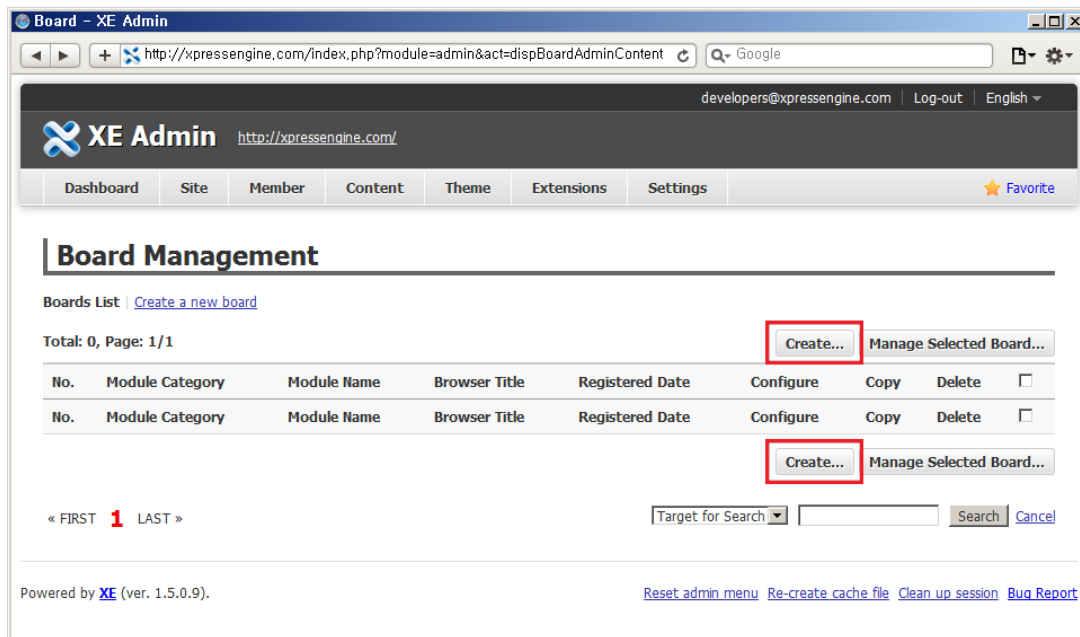 Board - XE Admin
http://xpressengine.com/index.php?module=admin&act=dispBoardAdminContent
Google
developers@xpressengine.com | Log-out | English
XE Admin http://xpressengine.com/
Dashboard Site Member Content Theme Extensions Settings Favorite
Board Management
Boards List | Create a new board
Total: 0, Page: 1/1 Create... Manage Selected Board...
No. Module Category Module Name Browser Title Registered Date Configure Copy Delete
No. Module Category Module Name Browser Title Registered Date Configure Copy Delete
Create... Manage Selected Board...
« FIRST 1 LAST » Target for Search Search Cancel
Powered by XE (ver. 1.5.0.9). Reset admin menu Re-create cache file Clean up session Bug Report